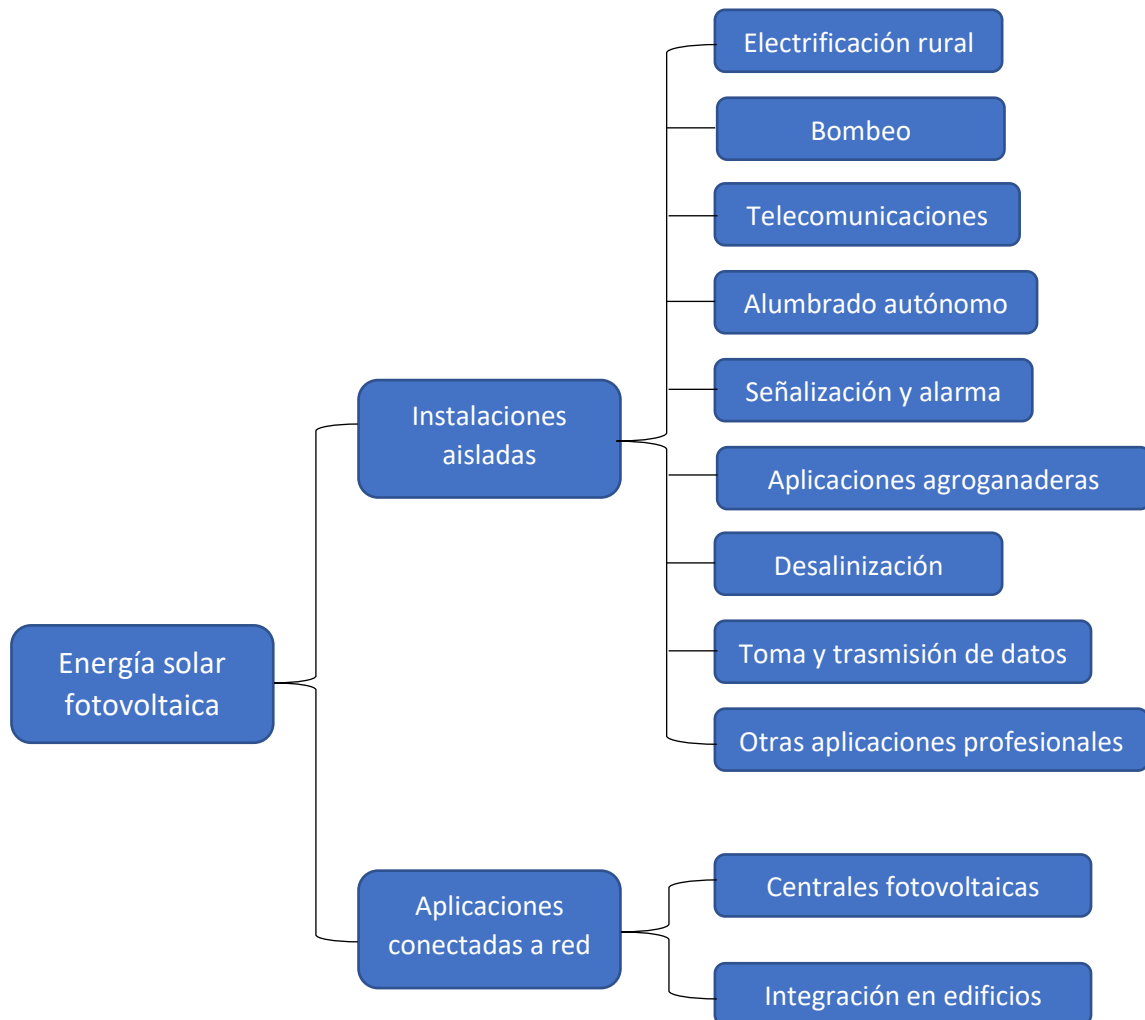 Energía solar
fotovoltaica
Instalaciones
aisladas
Electrificación rural
Bombeo
Telecomunicaciones
Alumbrado autónomo
Señalización y alarma
Aplicaciones agroganaderas
Desalinización
Toma y trasmisión de datos
Otras aplicaciones profesionales
Aplicaciones
conectadas a red
Centrales fotovoltaicas
Integración en edificios